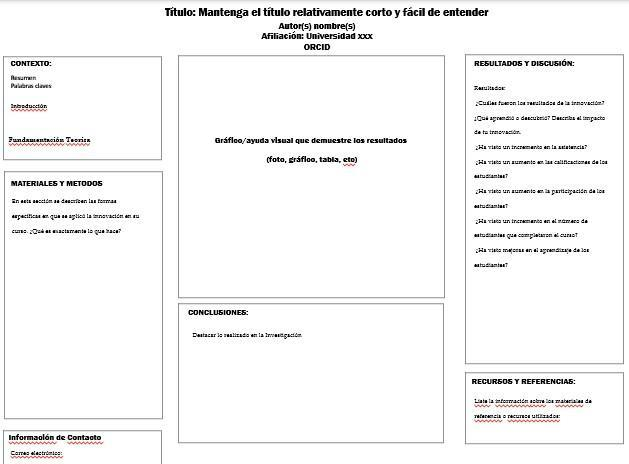 Título: Mantenga el título relativamente corto y fácil de entender
Autor(s) nombre(s)
Afiliación: Universidad xxx
ORCID
CONTEXTO:
Resumen
Palabras claves
Introducción
Fundamentación Teorica
MATERIALES Y METODOS
En esta sección se describen las formas
específicas en que se aplicó la innovación en su
curso. ¿Qué es exactamente lo que hace?
Información de Contacto
Correo electrónico:
Gráfico/ayuda visual que demuestre los resultados
(foto, gráfico, tabla, etc)
CONCLUSIONES:
Destacar lo realizado en la Investigación
RESULTADOS Y DISCUSIÓN:
Resultados:
¿Cuáles fueron los resultados de la innovación?
¿Qué aprendió o descubrió? Describa el impacto
de tu innovación.
¿Ha visto un incremento en la asistencia?
¿Ha visto un aumento en las calificaciones de los
estudiantes?
¿Ha visto un aumento en la participación de los
estudiantes?
¿Ha visto un incremento en el número de
estudiantes que completaron el curso?
¿Ha visto mejoras en el aprendizaje de los
estudiantes?
RECURSOS Y REFERENCIAS:
Liste la información sobre los materiales de
referencia o recursos utilizados: